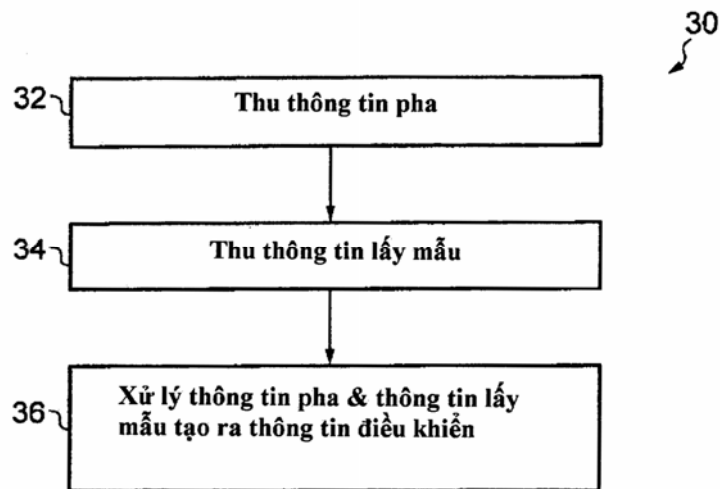 30
32
Thu thông tin pha
34
Thu thông tin lấy mẫu
36
Xử lý thông tin pha & thông tin lấy
mẫu tạo ra thông tin điều khiển